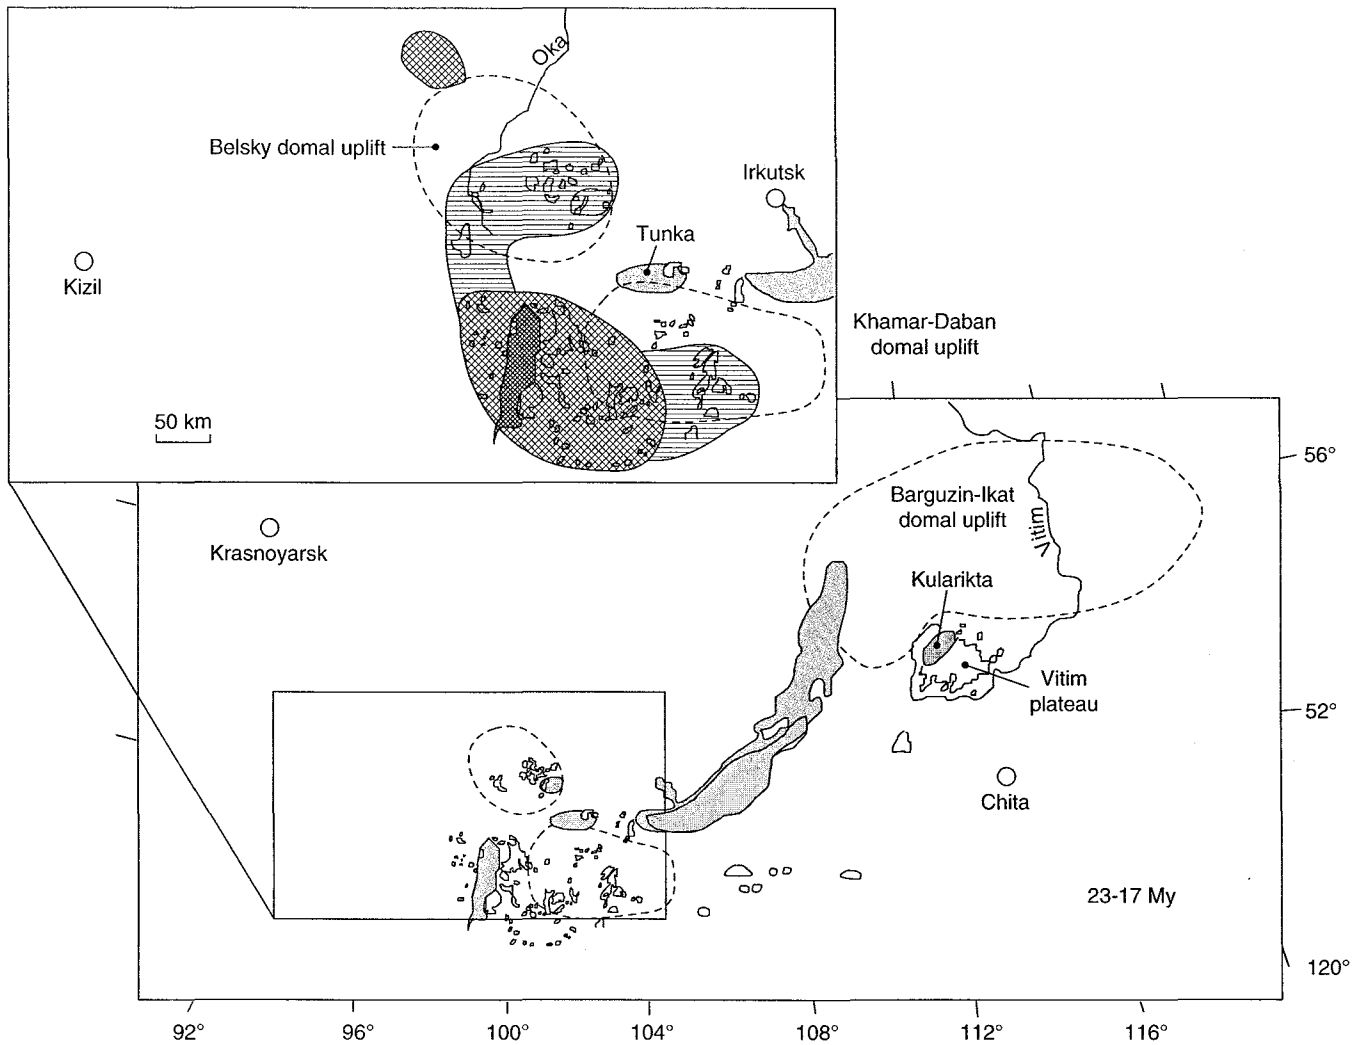 Oka
Belsky domal uplift
Irkutsk
Tunka
Kizil
Khamar-Daban
domal uplift
50 km
56°
Barguzin-Ikat
domal uplift
Vitim
Krasnoyarsk
Kularikta
Vitim
plateau
52°
Chita
23-17 My
120°
92°
96°
100°
104°
108°
112°
116°